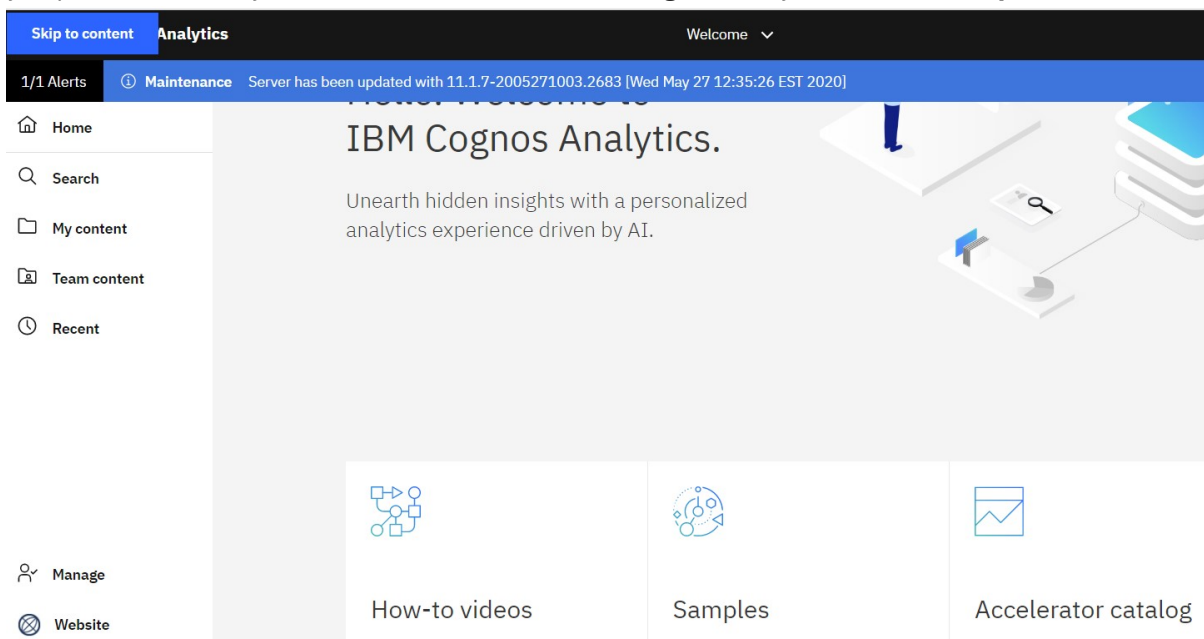 Skip to content Analytics Welcome
1/1 Alerts Maintenance Server has been updated with 11.1.7-2005271003.2683 [Wed May 27 12:35:26 EST 2020]
Home
Search
My content
Team content
Recent
Manage
Website
IBM Cognos Analytics.
Unearth hidden insights with a personalized
analytics experience driven by AI.
How-to videos
Samples
Accelerator catalog